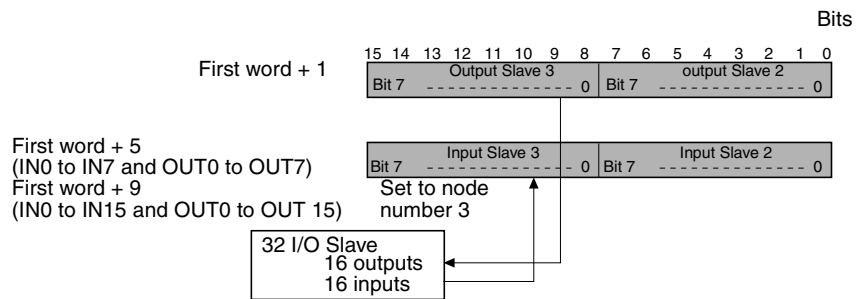 Bits
15 14 13 12 11 10 9 8 7 6 5 4 3 2 1 0
First word + 1
Output Slave 3 output Slave 2
Bit 7 - - - - - - - - - - - - - - 0 Bit 7 - - - - - - - - - - - - - - 0
First word + 5
(IN0 to IN7 and OUT0 to OUT7)
Input Slave 3 Input Slave 2
Bit 7 - - - - - - - - - - - - - - 0 Bit 7 - - - - - - - - - - - - - - 0
First word + 9
(IN0 to IN15 and OUT0 to OUT 15)
Set to node
number 3
32 I/O Slave
16 outputs
16 inputs